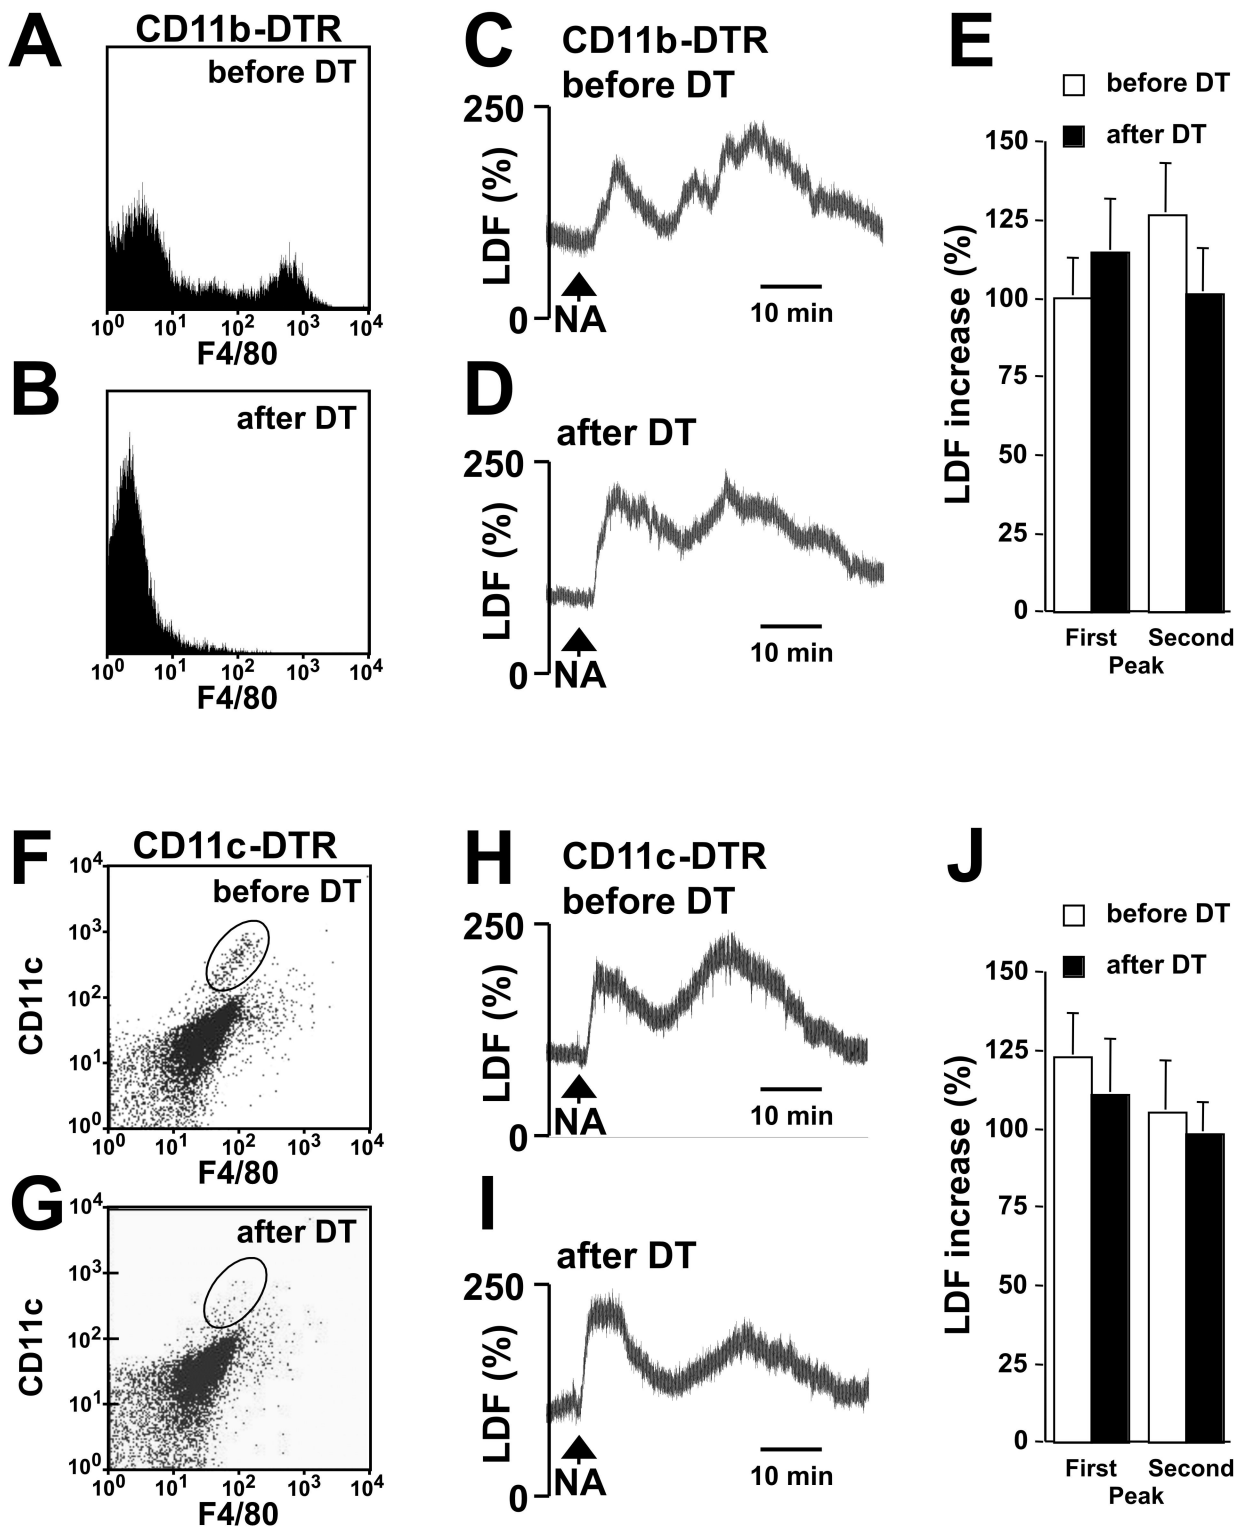 A
CD11b-DTR
before DT
10⁰ 10¹ 10² 10³ 10⁴
F4/80
B
after DT
10⁰ 10¹ 10² 10³ 10⁴
F4/80
C
CD11b-DTR
before DT
250
LDF (%)
0
NA
10 min
D
after DT
250
LDF (%)
0
NA
10 min
E
before DT
after DT
150
125
100
75
50
25
0
LDF increase (%)
First Second
Peak
F
CD11c-DTR
before DT
10⁴
10³
10²
10¹
10⁰
CD11c
10⁰ 10¹ 10² 10³ 10⁴
F4/80
G
after DT
10⁴
10³
10²
10¹
10⁰
CD11c
10⁰ 10¹ 10² 10³ 10⁴
F4/80
H
CD11c-DTR
before DT
250
LDF (%)
0
NA
10 min
I
after DT
250
LDF (%)
0
NA
10 min
J
before DT
after DT
150
125
100
75
50
25
0
LDF increase (%)
First Second
Peak